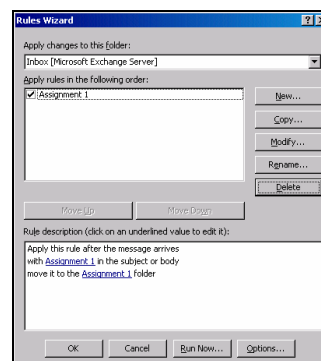 Rules Wizard
Apply changes to this folder:
Inbox [Microsoft Exchange Server]
Apply rules in the following order:
Assignment 1
New...
Copy...
Modify...
Rename...
Delete
Move Up
Move Down
Rule description (click on an underlined value to edit it):
Apply this rule after the message arrives
with Assignment 1 in the subject or body
move it to the Assignment 1 folder
OK
Cancel
Run Now...
Options...